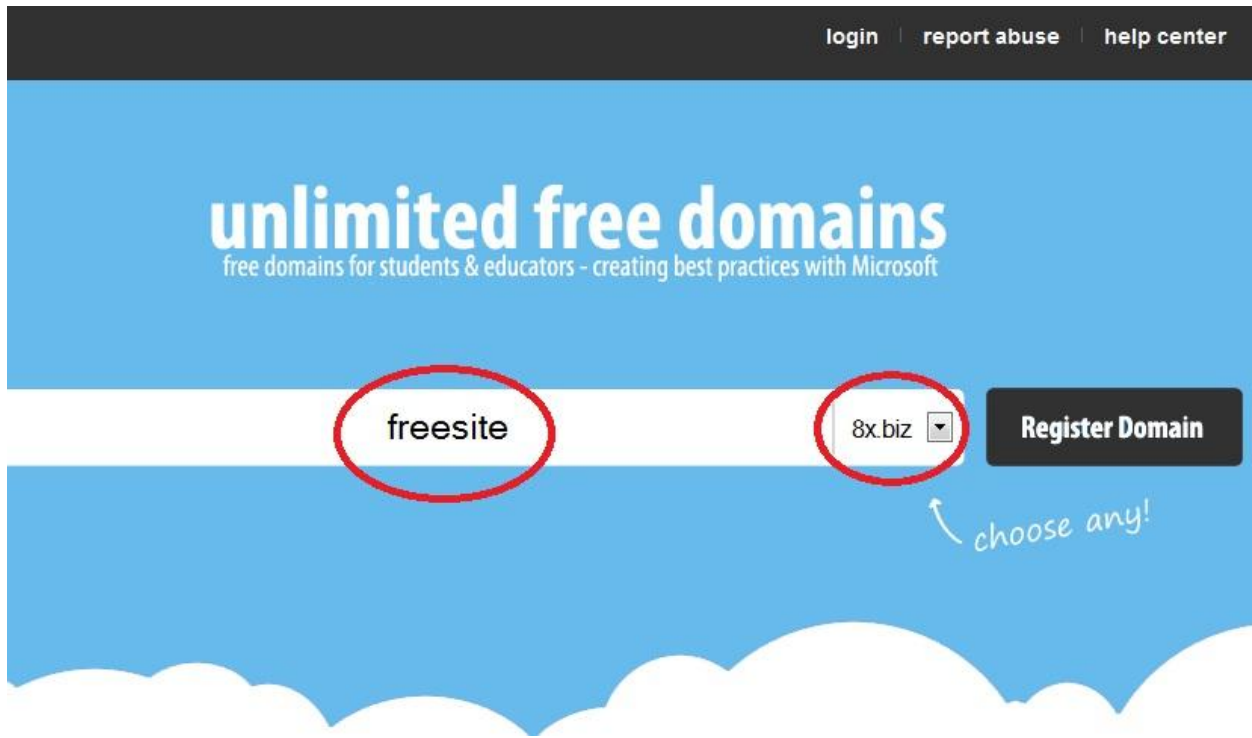 login report abuse help center
unlimited free domains
free domains for students & educators - creating best practices with Microsoft
freesite 8x.biz Register Domain
choose any!